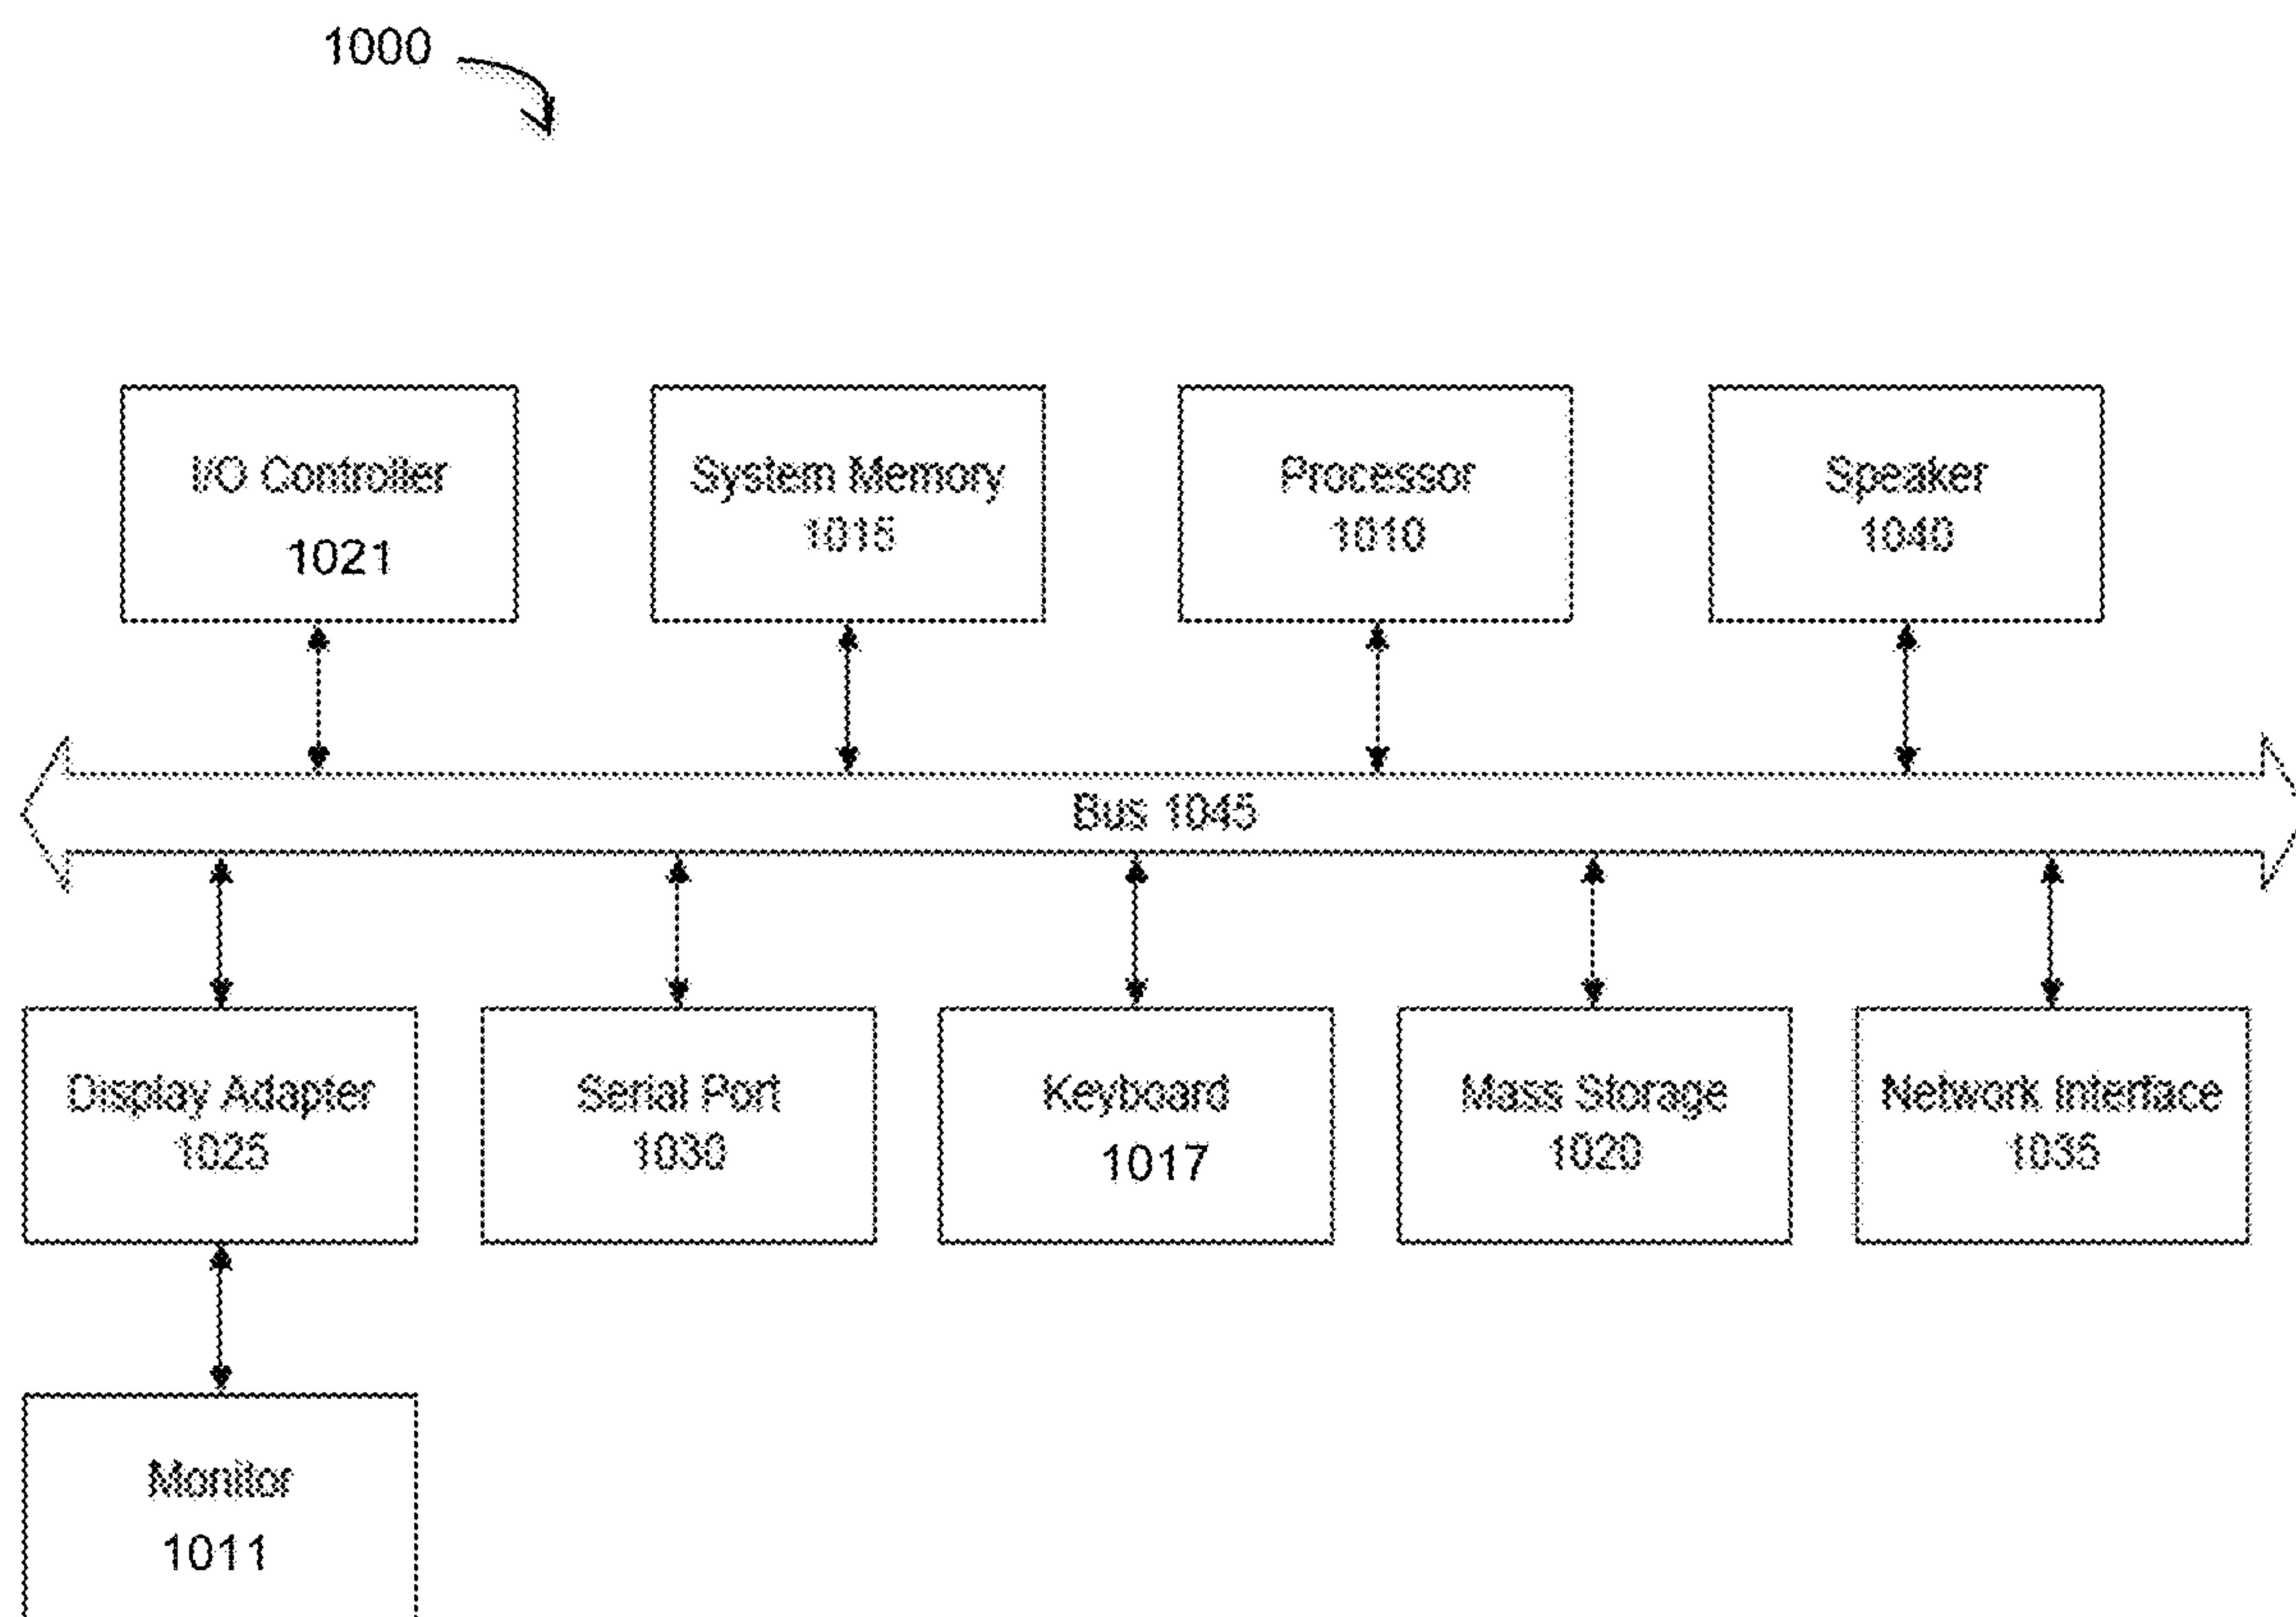 1000
I/O Controller
1021
System Memory
1015
Processor
1010
Speaker
1040
Bus 1045
Display Adapter
1025
Serial Port
1030
Keyboard
1017
Mass Storage
1020
Network Interface
1035
Monitor
1011